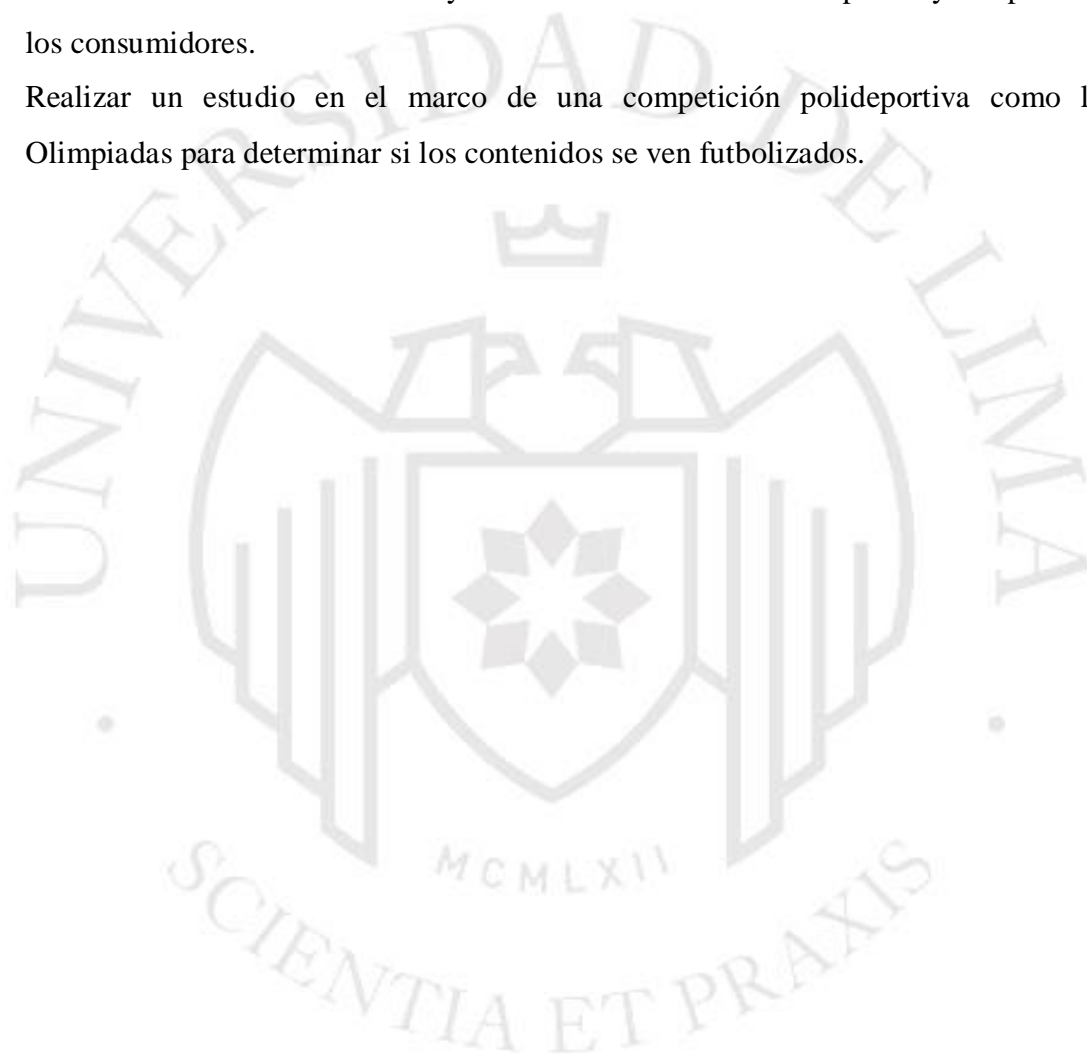 los consumidores.
Realizar un estudio en el marco de una competición polideportiva como
Olimpiadas para determinar si los contenidos se ven futbolizados.
UNIVERSIDAD DE LIMA
MCMLXII
SCIENTIA ET PRAXIS